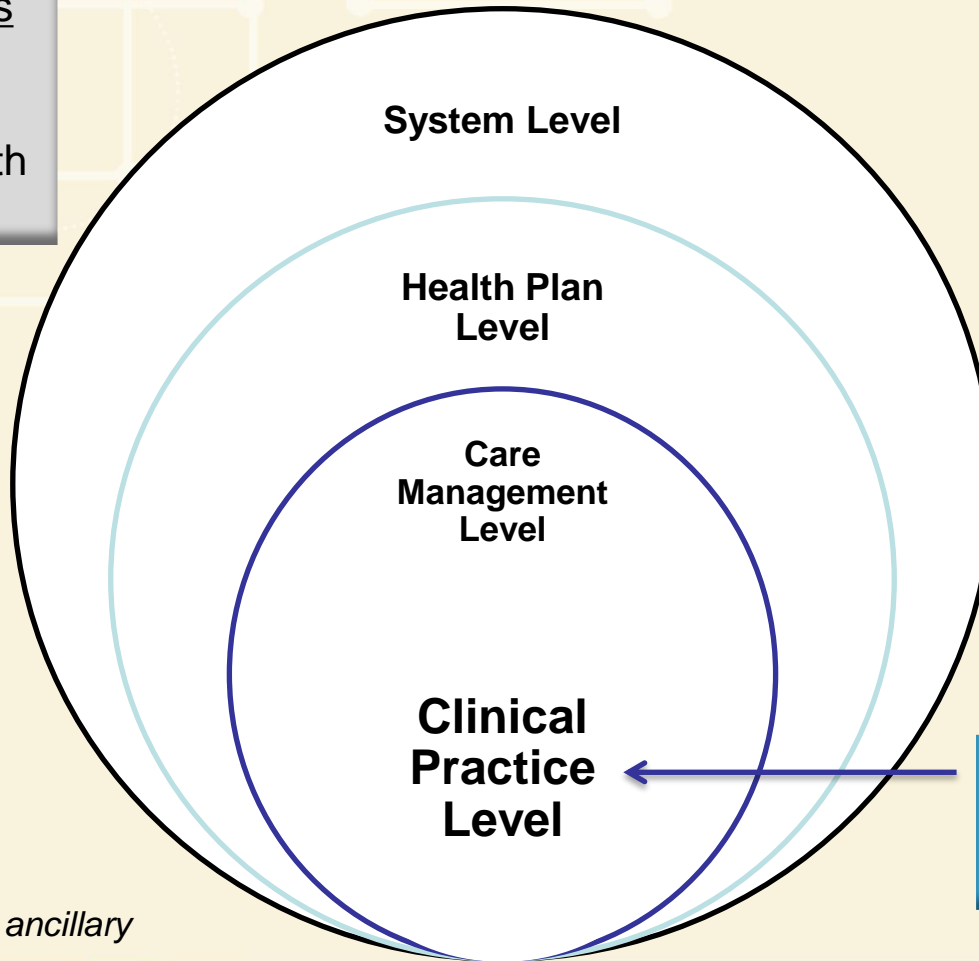 System Level
Health Plan
Level
Care
Management
Level
Clinical
Practice
Level
ancillary